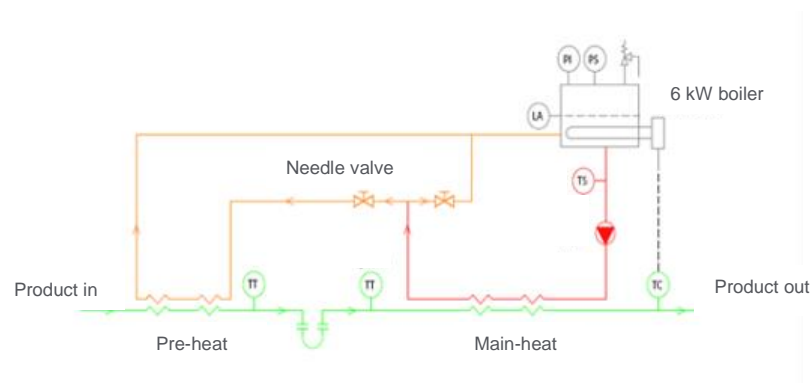 PI PS
6 kW boiler
LA
Needle valve
TS
TT TT TC
Product in
Product out
Pre-heat
Main-heat